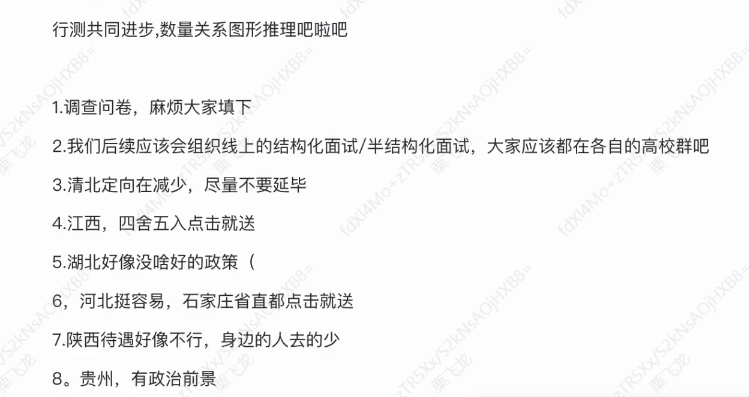 行测共同进步,数量关系图形推理吧啦吧
1.调查问卷，麻烦大家填下
2.我们后续应该会组织线上的结构化面试/半结构化面试，大家应该都在各自的高校群吧
3.清北定向在减少，尽量不要延毕
4.江西，四舍五入点击就送
5.湖北好像没啥好的政策（
6，河北挺容易，石家庄省直都点击就送
7.陕西待遇好像不行，身边的人去的少
8。贵州，有政治前景